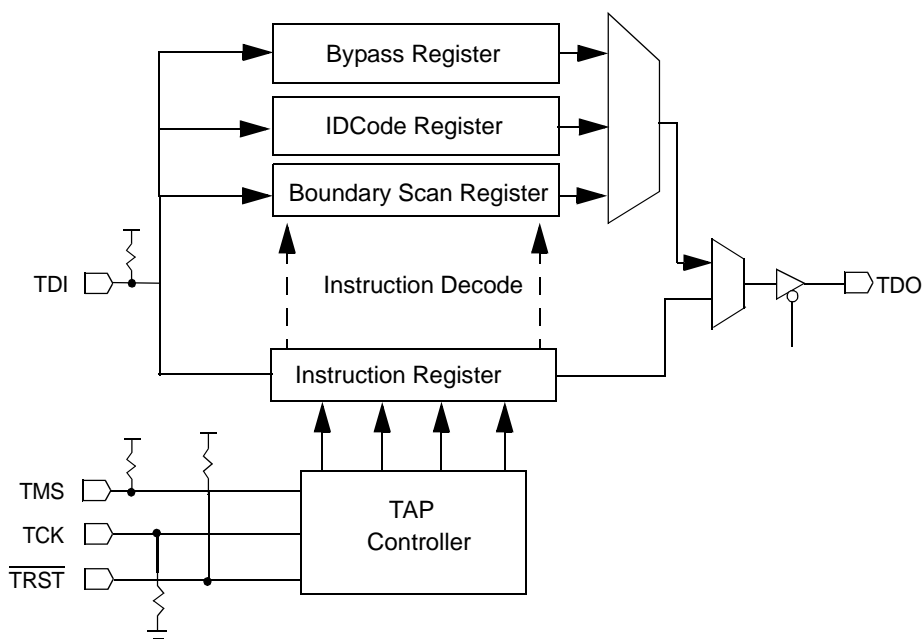 Bypass Register
IDCode Register
Boundary Scan Register
TDI
Instruction Decode
TDO
Instruction Register
TMS
TAP
Controller
TCK
TRST